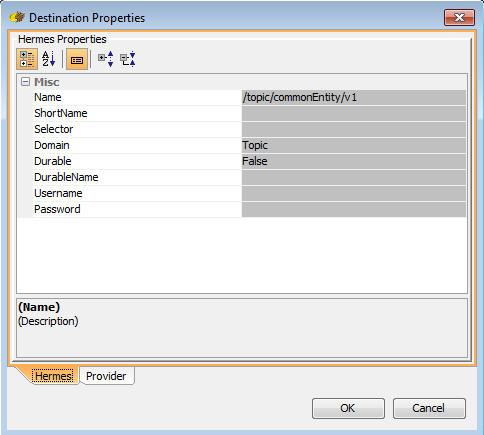 Destination Properties
Hermes Properties
Misc
Name /topic/commonEntity/v1
ShortName
Selector
Domain Topic
Durable False
DurableName
Username
Password
(Name)
(Description)
Hermes Provider
OK Cancel